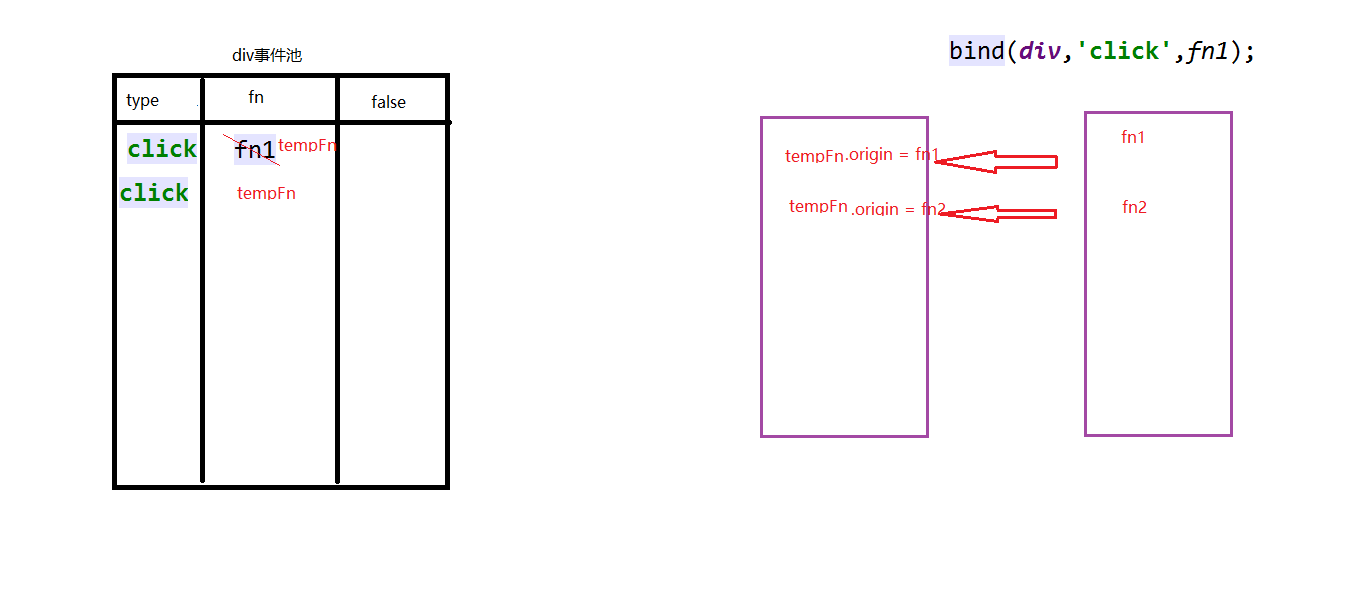 div事件池
bind(div,'click',fn1);
type fn false
click fn1 tempFn
click tempFn
tempFn.origin = fn1
tempFn.origin = fn2
fn1
fn2